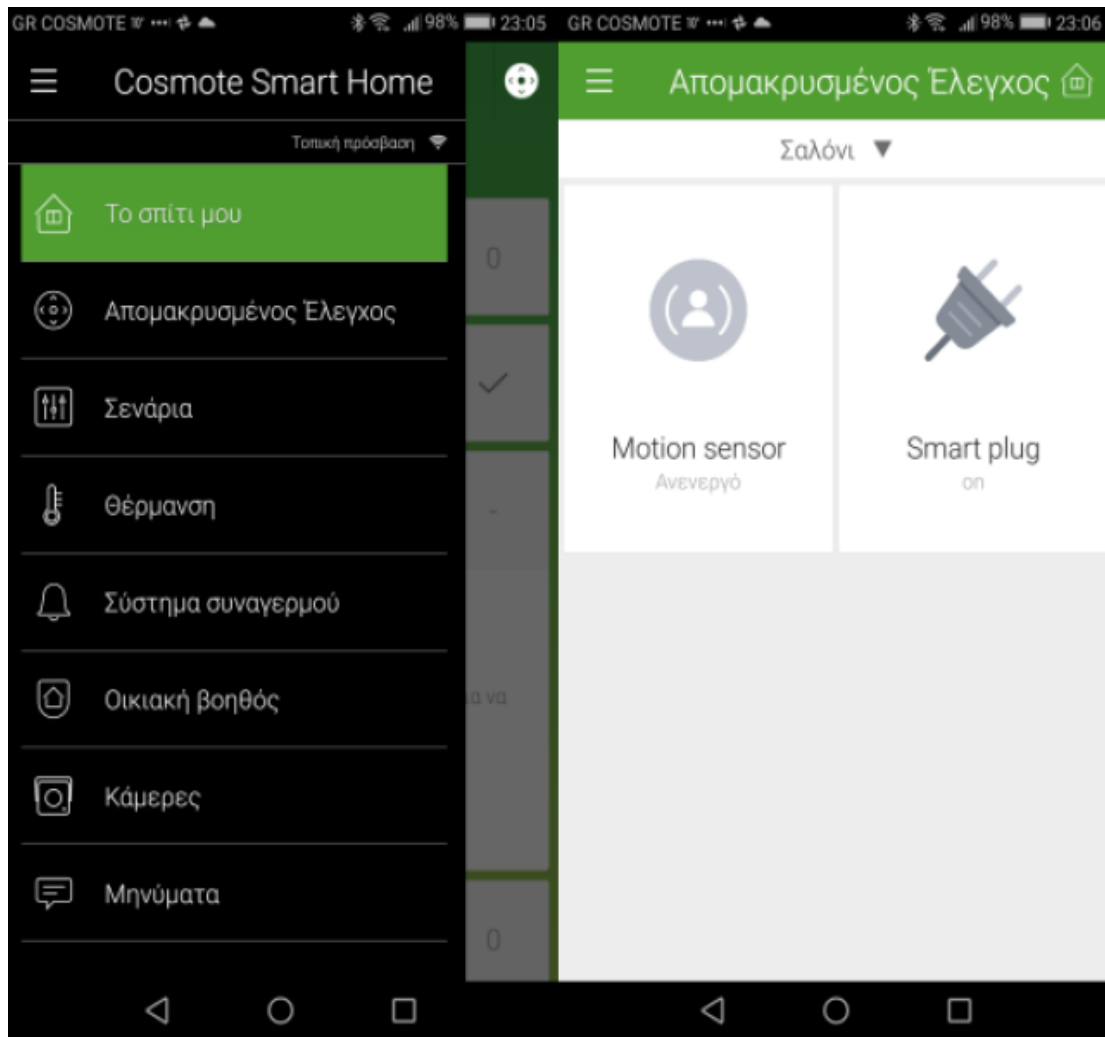 GR COSMOTE
98% 23:05
Cosmote Smart Home
Τοπική πρόσβαση
Το σπίτι μου
0
Απομακρυσμένος Έλεγχος
Σενάρια
Θέρμανση
-
Σύστημα συναγερμού
Οικιακή βοηθός
να
Κάμερες
Μηνύματα
0
GR COSMOTE
98% 23:06
Απομακρυσμένος Έλεγχος
Σαλόνι
Motion sensor
Ανενεργό
Smart plug
on